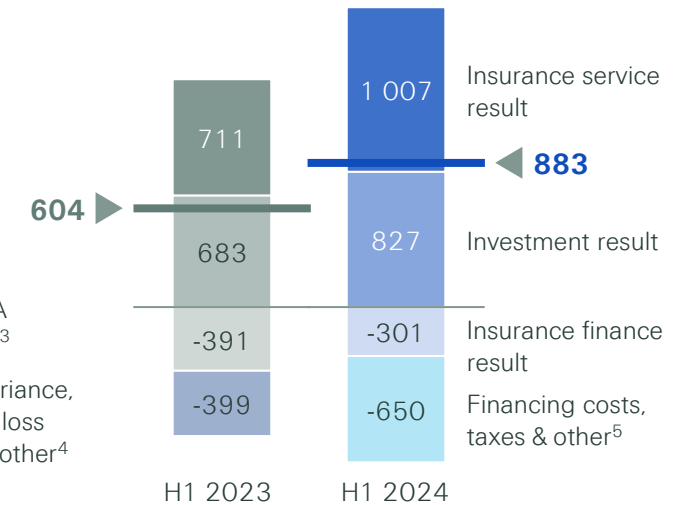 1 007
Insurance service
result
711
883
604
683
827
Investment result
A
3
-391
-301
Insurance finance
result
riance,
loss
other4
-399
-650
Financing costs,
taxes & other5
H1 2023
H1 2024